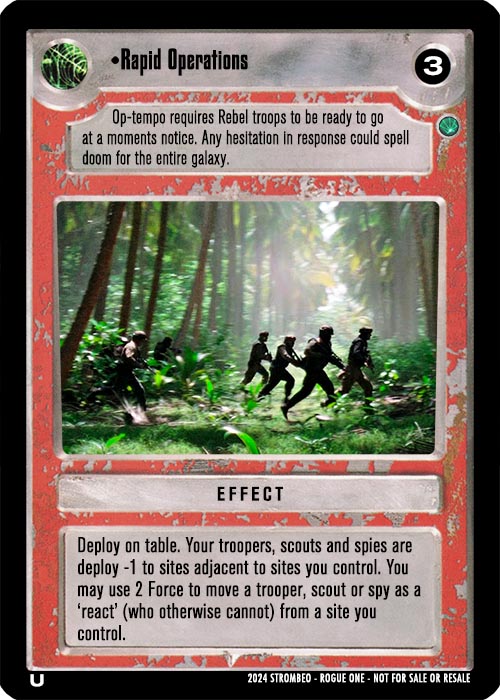 •Rapid Operations
3
Op-tempo requires Rebel troops to be ready to go
at a moments notice. Any hesitation in response could spell
doom for the entire galaxy.
EFFECT
Deploy on table. Your troopers, scouts and spies are
deploy -1 to sites adjacent to sites you control. You
may use 2 Force to move a trooper, scout or spy as a
‘react’ (who otherwise cannot) from a site you
control.
U
2024 STROMBEO - ROGUE ONE - NOT FOR SALE OR RESALE